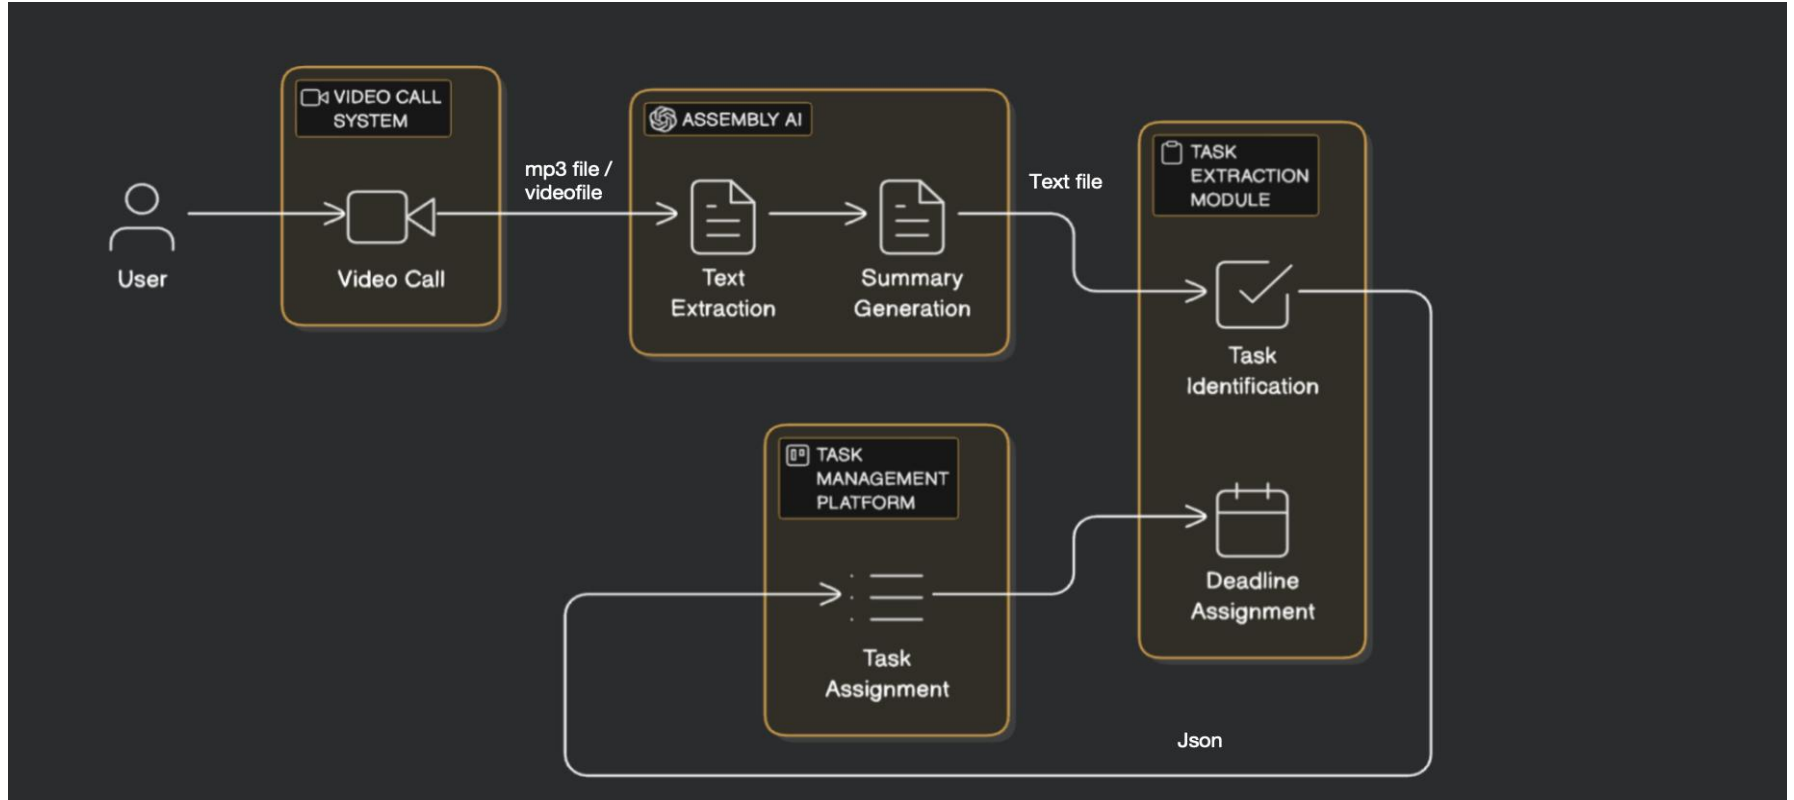 VIDEO CALL
SYSTEM
User
Video Call
mp3 file /
videofile
ASSEMBLY AI
Text
Extraction
Summary
Generation
Text file
TASK
EXTRACTION
MODULE
Task
Identification
Deadline
Assignment
TASK
MANAGEMENT
PLATFORM
Task
Assignment
Json